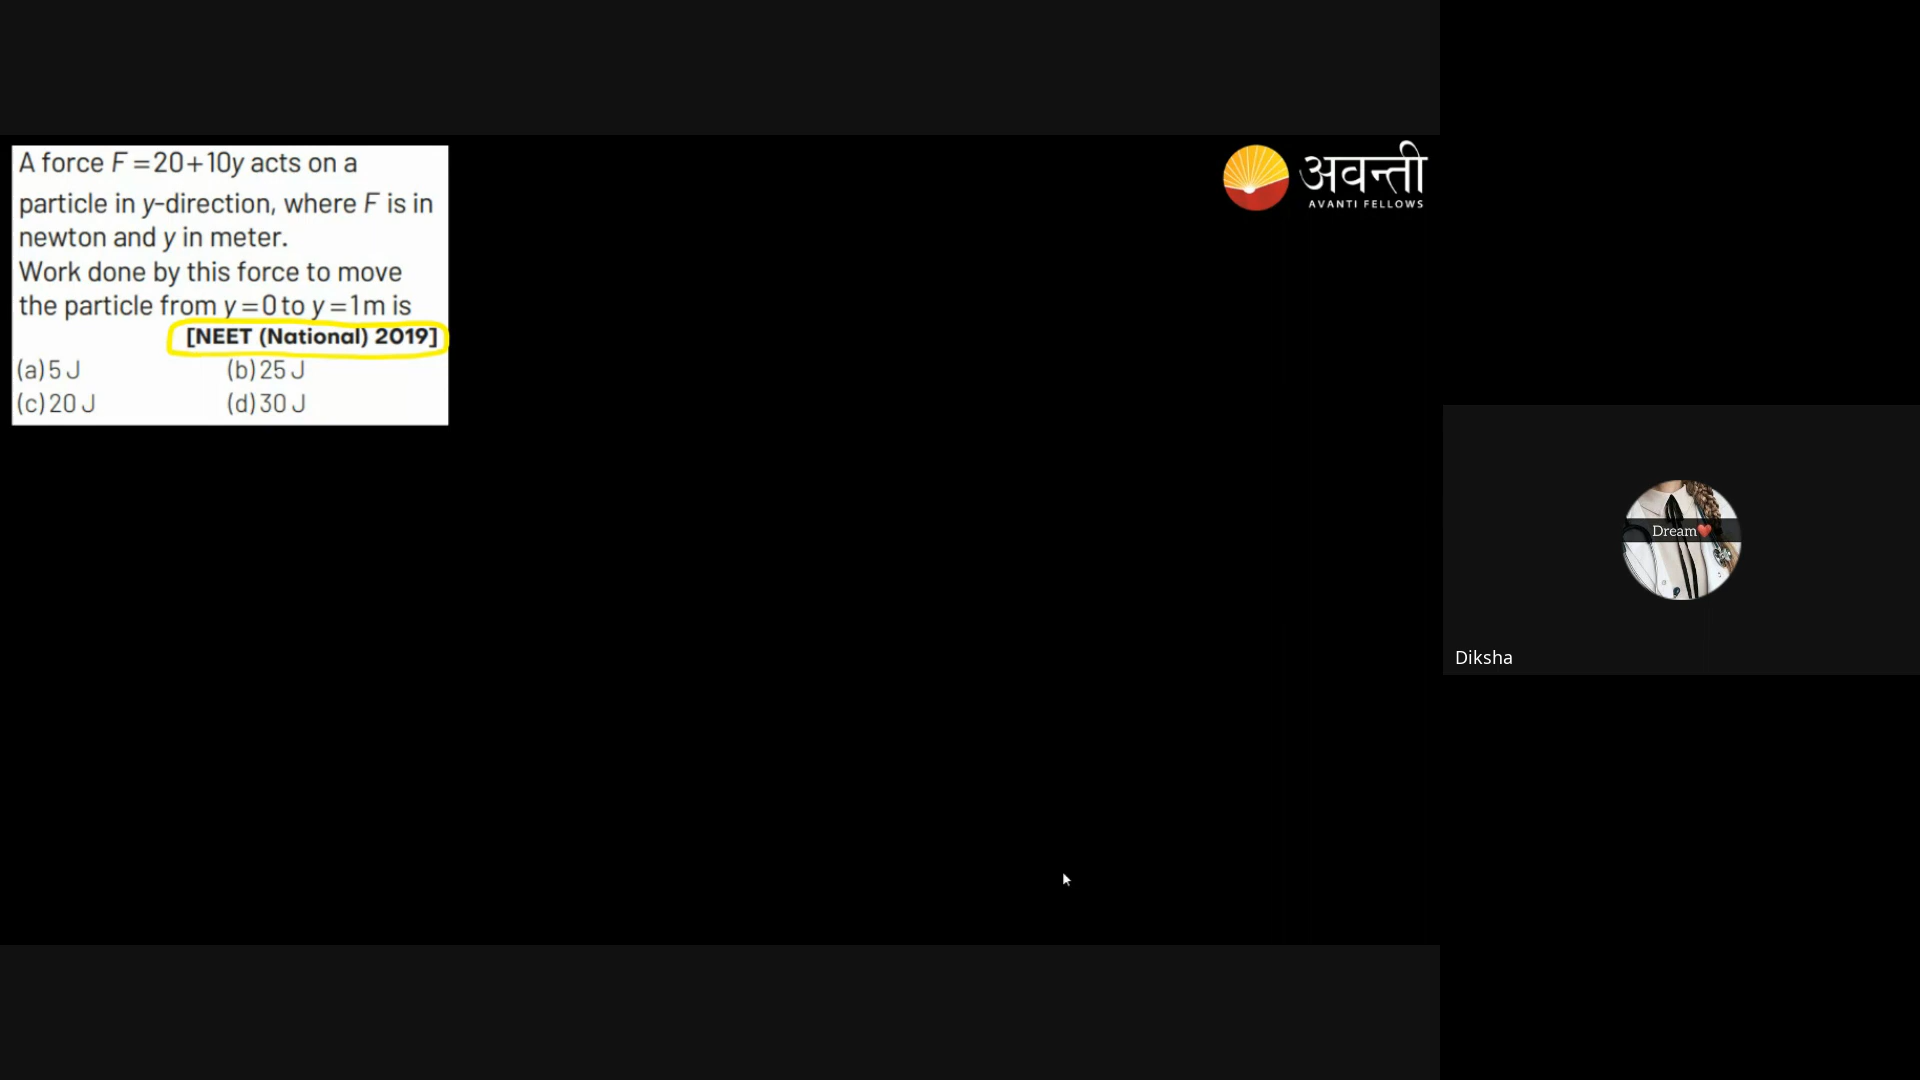 A force F=20+10y acts on a
particle in y-direction, where F is in
newton and y in meter.
Work done by this force to move
the particle from y=0 to y=1m is
[NEET (National) 2019]
(a) 5 J (b) 25 J
(c) 20 J (d) 30 J
अवन्ती
AVANTI FELLOWS
Dream❤️
Diksha